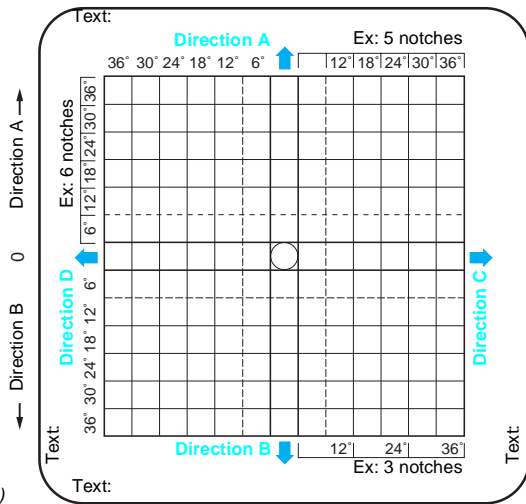 Text:
Direction A
Ex: 5 notches
36° 30° 24° 18° 12° 6°
12° 18° 24° 30° 36°
Direction A
0
Direction B
Ex: 6 notches
36°
30°
24°
18°
12°
6°
6°
12°
18°
24°
30°
36°
Direction D
Direction C
Text:
Text:
Direction B
12° 24° 36°
Ex: 3 notches
Text:
)